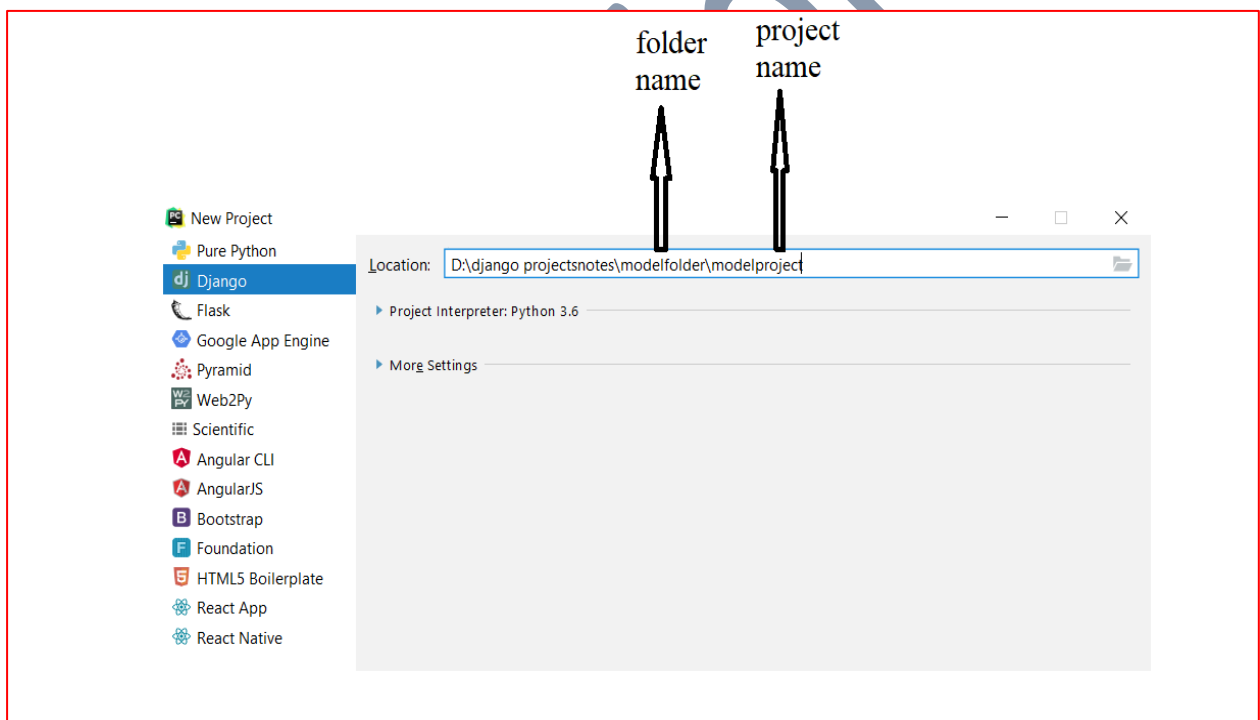 folder
name
project
name
New Project
Pure Python
Django
Flask
Google App Engine
Pyramid
Web2Py
Scientific
Angular CLI
AngularJS
Bootstrap
Foundation
HTML5 Boilerplate
React App
React Native
Location: D:\django projectsnotes\modelfolder\modelproject
Project Interpreter: Python 3.6
More Settings